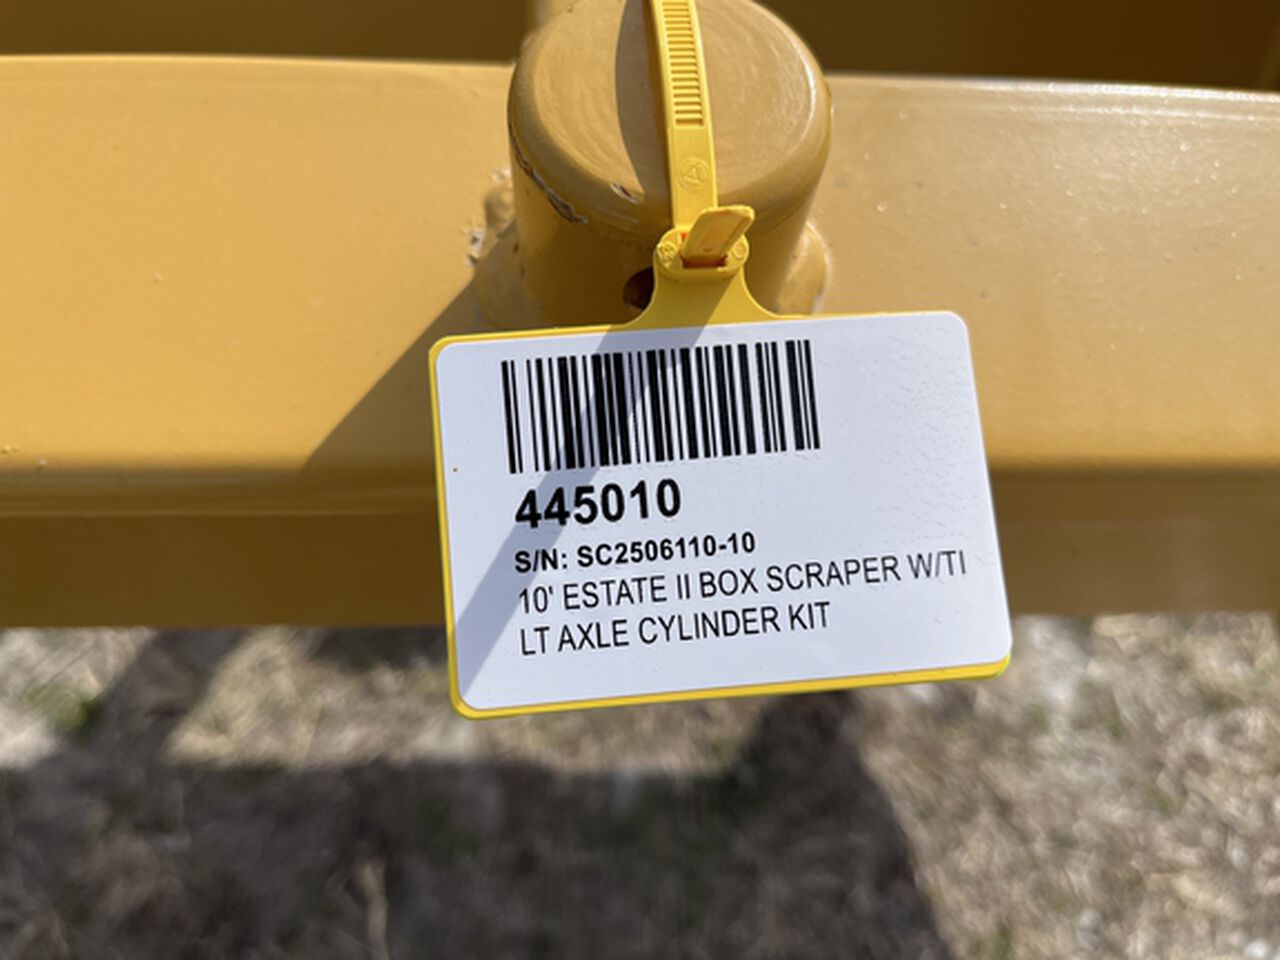 445010
S/N: SC2506110-10
10' ESTATE II BOX SCRAPER W/TI
LT AXLE CYLINDER KIT